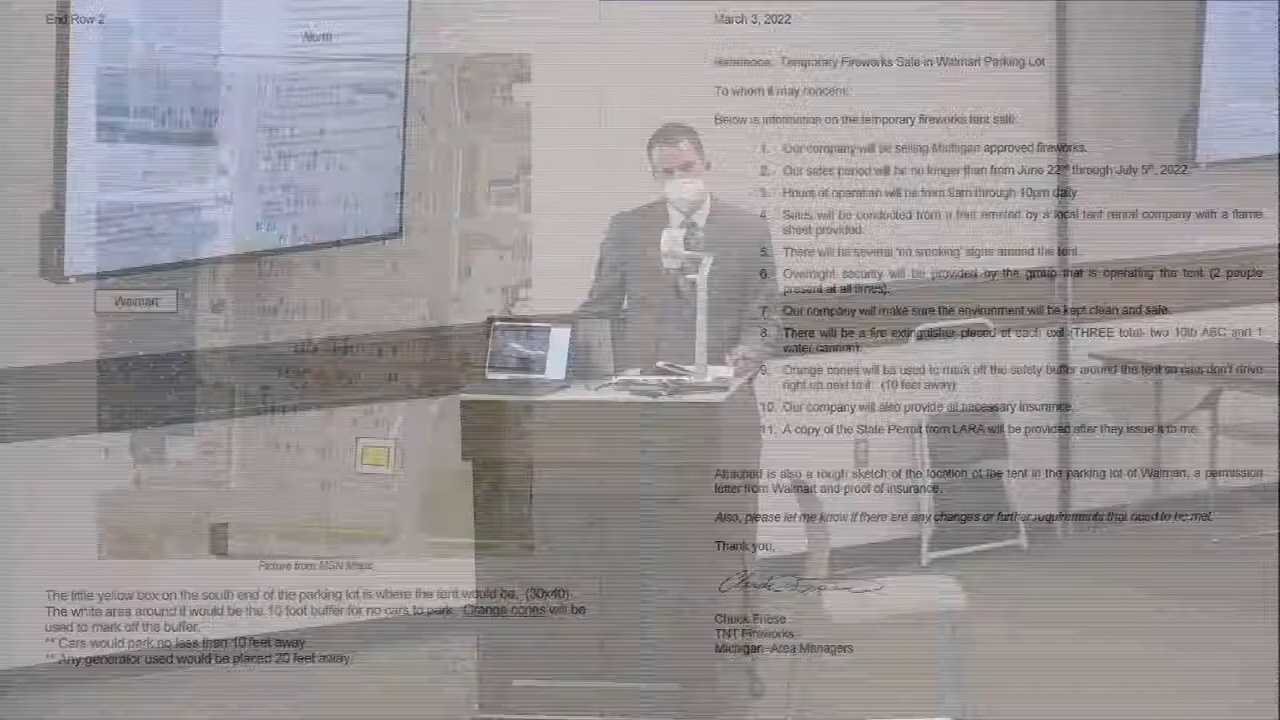 End Row 2
North
Walmart
Picture from MSN Maps
The little yellow box on the south end of the parking lot is where the tent would be. (30x40).
The white area around it would be the 10 foot buffer for no cars to park. Orange cones will be
used to mark off the buffer.
** Cars would park no less than 10 feet away
** Any generator used would be placed 20 feet away.
March 3, 2022
Reference: Temporary Fireworks Sale in Walmart Parking Lot
To whom it may concern:
Below is information on the temporary fireworks tent sale:
1. Our company will be selling Michigan approved fireworks.
2. Our sales period will be no longer than from June 22nd through July 5th, 2022.
3. Hours of operation will be from 9am through 10pm daily
4. Sales will be conducted from a tent erected by a local tent rental company with a flame
sheet provided.
5. There will be several 'no smoking' signs around the tent.
6. Overnight security will be provided by the group that is operating the tent (2 people
present at all times).
7. Our company will make sure the environment will be kept clean and safe.
8. There will be a fire extinguisher placed at each exit (THREE total- two 10lb ABC and 1
water cannon)
9. Orange cones will be used to mark off the safety buffer around the tent so cars don't drive
right up next to it. (10 feet away)
10. Our company will also provide all necessary insurance.
11. A copy of the State Permit from LARA will be provided after they issue it to me.
Attached is also a rough sketch of the location of the tent in the parking lot of Walmart, a permission
letter from Walmart and proof of insurance.
Also, please let me know if there are any changes or further requirements that need to be met.
Thank you,
Chuck Friese
TNT Fireworks
Michigan -Area Managers